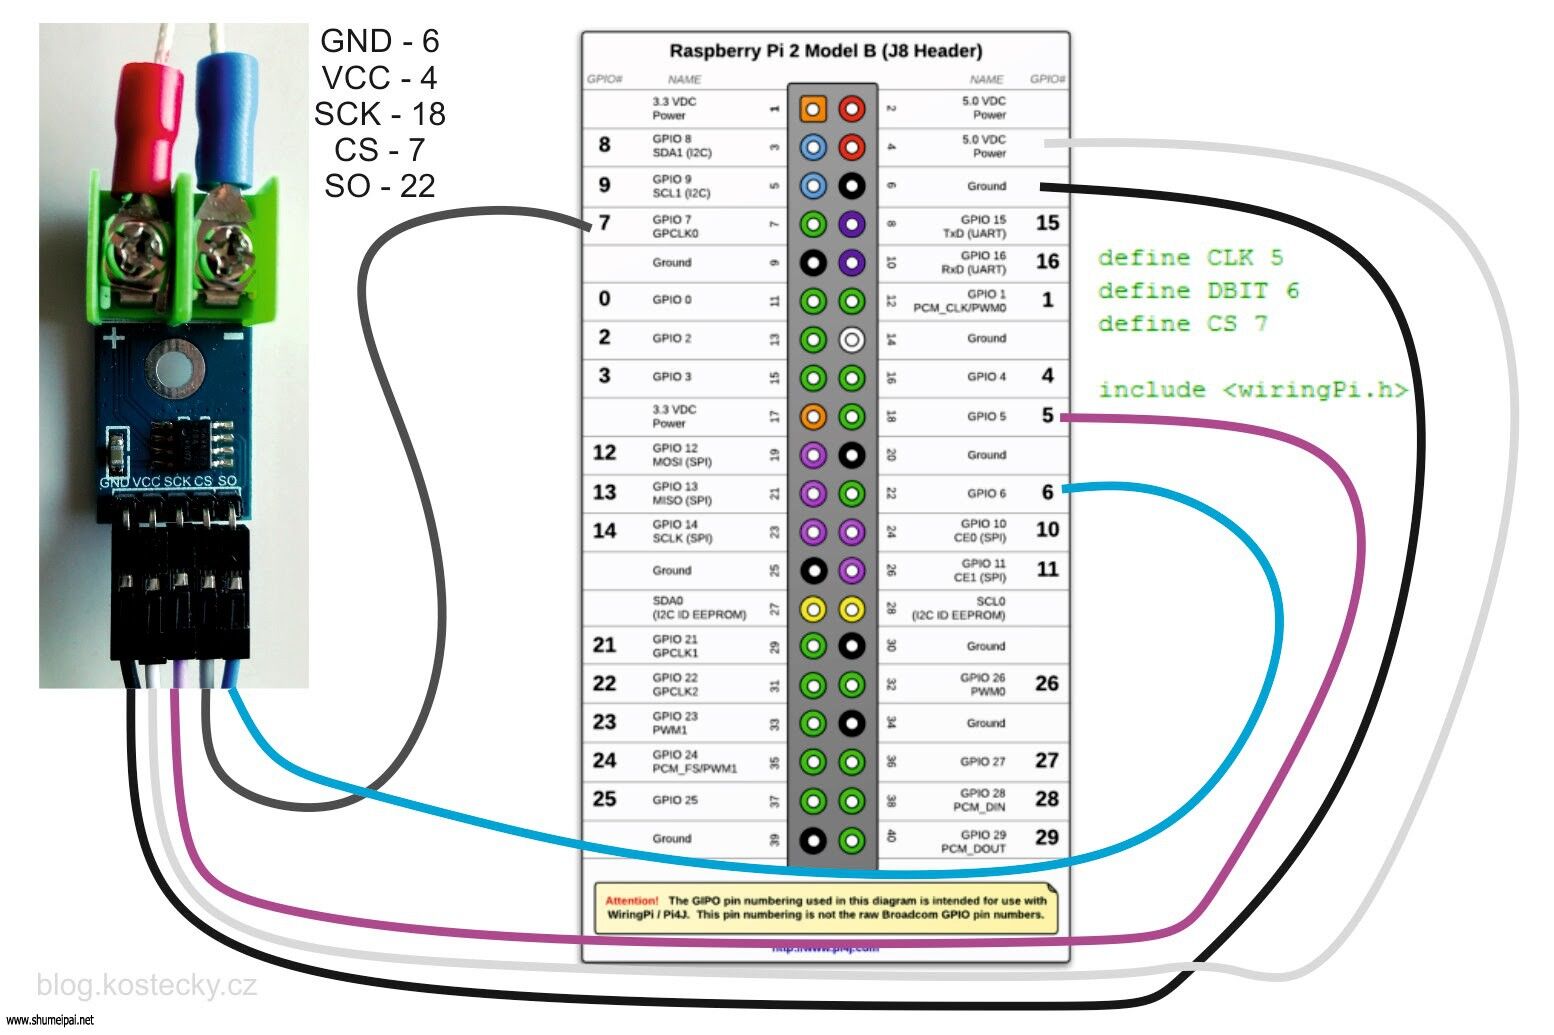 GND - 6
VCC - 4
SCK - 18
CS - 7
SO - 22
+ −
GND VCC SCK CS SO
Raspberry Pi 2 Model B (J8 Header)
GPIO# NAME NAME GPIO#
3.3 VDC Power 1 2 5.0 VDC Power
8 GPIO 8 SDA1 (I2C) 3 4 5.0 VDC Power
9 GPIO 9 SCL1 (I2C) 5 6 Ground
7 GPIO 7 GPCLK0 7 8 GPIO 15 TxD (UART) 15
Ground 9 10 GPIO 16 RxD (UART) 16
0 GPIO 0 11 12 GPIO 1 PCM_CLK/PWM0 1
2 GPIO 2 13 14 Ground
3 GPIO 3 15 16 GPIO 4 4
3.3 VDC Power 17 18 GPIO 5 5
12 GPIO 12 MOSI (SPI) 19 20 Ground
13 GPIO 13 MISO (SPI) 21 22 GPIO 6 6
14 GPIO 14 SCLK (SPI) 23 24 GPIO 10 CE0 (SPI) 10
Ground 25 26 GPIO 11 CE1 (SPI) 11
SDA0 (I2C ID EEPROM) 27 28 SCL0 (I2C ID EEPROM)
21 GPIO 21 GPCLK1 29 30 Ground
22 GPIO 22 GPCLK2 31 32 GPIO 26 PWM0 26
23 GPIO 23 PWM1 33 34 Ground
24 GPIO 24 PCM_FS/PWM1 35 36 GPIO 27 27
25 GPIO 25 37 38 GPIO 28 PCM_DIN 28
Ground 39 40 GPIO 29 PCM_DOUT 29
Attention! The GIPO pin numbering used in this diagram is intended for use with
WiringPi / Pi4J. This pin numbering is not the raw Broadcom GPIO pin numbers.
http://www.pi4j.com
define CLK 5
define DBIT 6
define CS 7
include <wiringPi.h>
blog.kostecky.cz
www.shumeipai.net